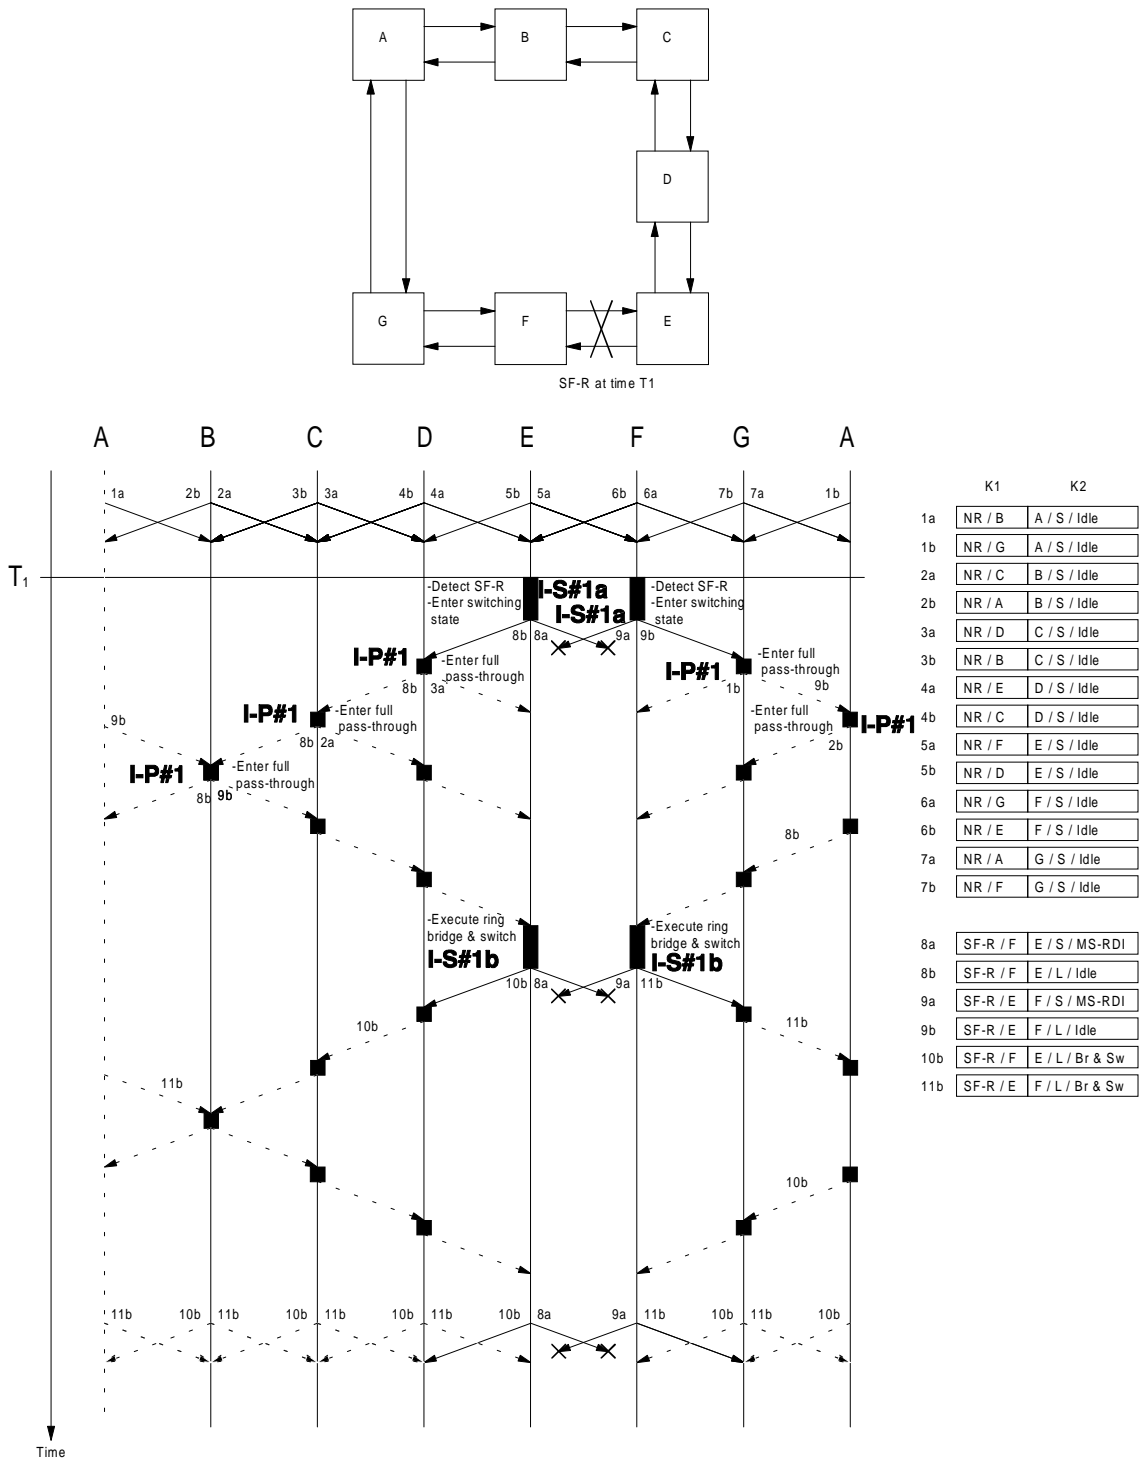 A
B
C
D
G
F
E
SF-R at time T1
A B C D E F G A
K1 K2
1a 2b 2a 3b 3a 4b 4a 5b 5a 6b 6a 7b 7a 1b
1a NR / B A / S / Idle
1b NR / G A / S / Idle
2a NR / C B / S / Idle
2b NR / A B / S / Idle
3a NR / D C / S / Idle
3b NR / B C / S / Idle
4a NR / E D / S / Idle
4b NR / C D / S / Idle
5a NR / F E / S / Idle
5b NR / D E / S / Idle
6a NR / G F / S / Idle
6b NR / E F / S / Idle
7a NR / A G / S / Idle
7b NR / F G / S / Idle
8a SF-R / F E / S / MS-RDI
8b SF-R / F E / L / Idle
9a SF-R / E F / S / MS-RDI
9b SF-R / E F / L / Idle
10b SF-R / F E / L / Br & Sw
11b SF-R / E F / L / Br & Sw
T1
-Detect SF-R
-Enter switching
state
I-S#1a
I-S#1a
-Detect SF-R
-Enter switching
state
8b 8a 9a 9b
I-P#1
-Enter full
pass-through
8b 3a
I-P#1
-Enter full
pass-through
1b 9b
I-P#1
-Enter full
pass-through
8b 2a
9b
-Enter full
pass-through
I-P#1
2b
I-P#1
-Enter full
pass-through
8b 9b
8b
-Execute ring
bridge & switch
I-S#1b
-Execute ring
bridge & switch
I-S#1b
10b 8a 9a 11b
10b
11b
11b
10b
11b 10b 11b 10b 11b 10b 11b 10b 8a 9a 11b 10b 11b 10b
Time